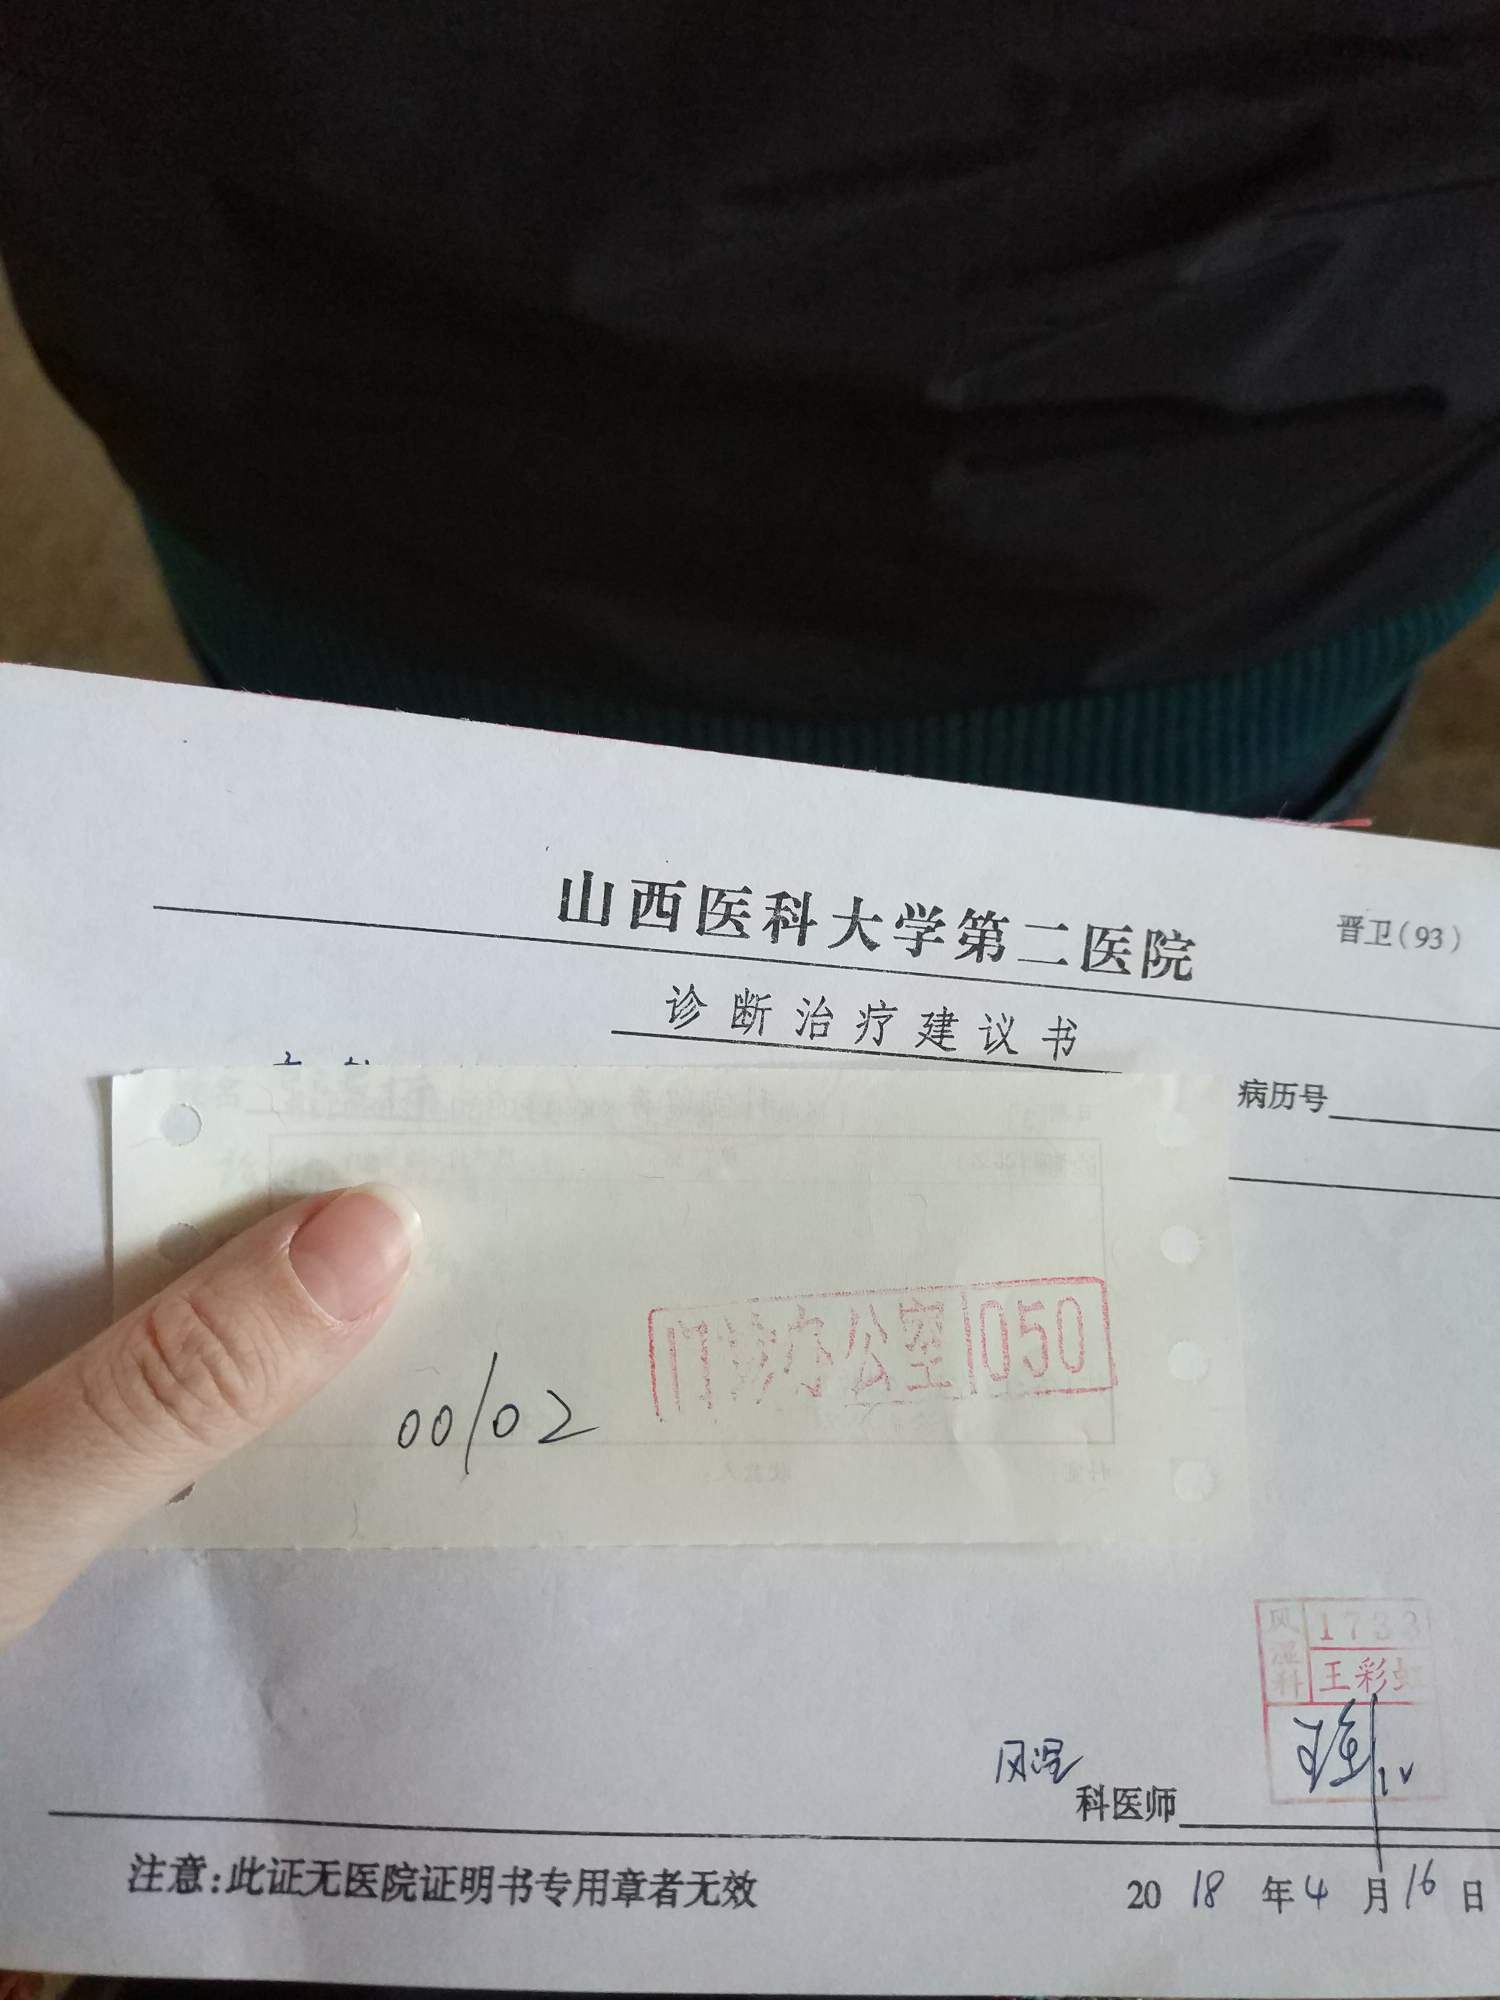 山西医科大学第二医院
晋卫(93)
诊断治疗建议书
病历号
门诊办公室 050
00/02
风湿科 1733
王彩虹
风湿
科医师
注意:此证无医院证明书专用章者无效
2018年4月16日